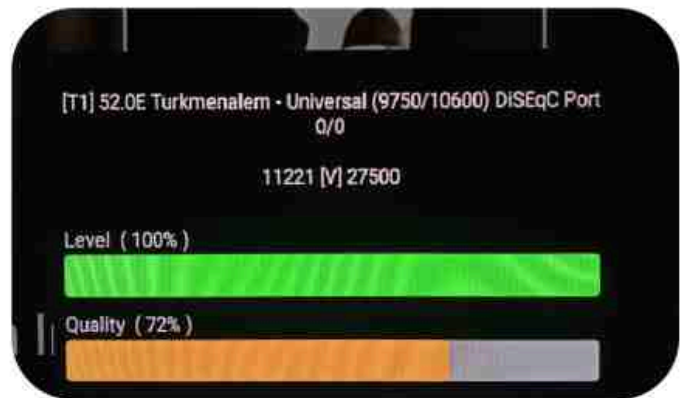 [T1] 52.0E Turkmenalem - Universal (9750/10600) DiSEqC Port
0/0
11221 [V] 27500
Level ( 100% )
Quality ( 72% )